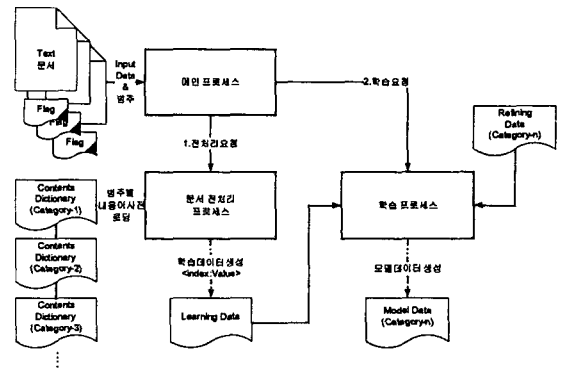 Text
문서
Flag
Flag
Flag
Input
Data
&
범주
메인 프로세스
2.학습요청
1.전처리요청
Refining
Data
(Category-n)
Contents
Dictionary
(Category-1)
범주별
내용어사전
로딩
문서 전처리
프로세스
학습 프로세스
Contents
Dictionary
(Category-2)
학습데이터생성
<index:Value>
모델데이터생성
Contents
Dictionary
(Category-3)
Learning Data
Model Data
(Category-n)